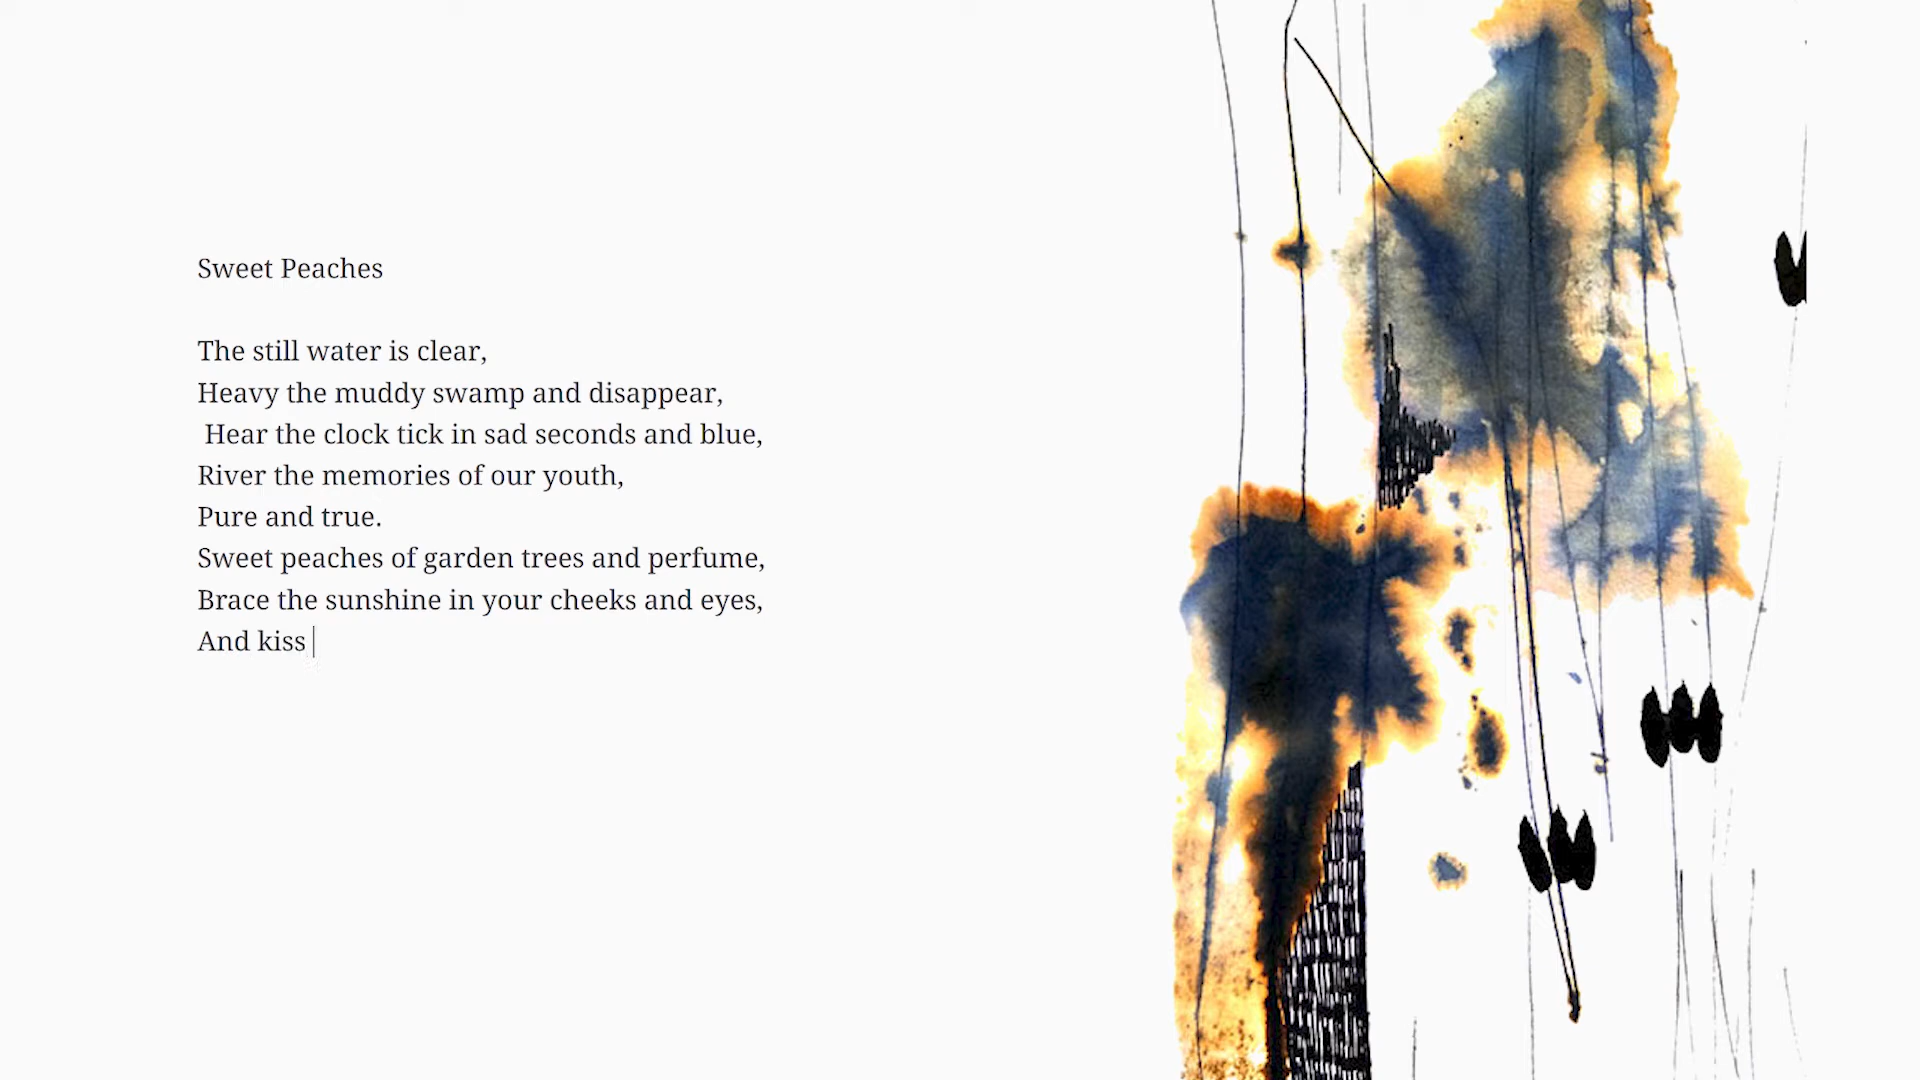 Sweet Peaches
The still water is clear,
Heavy the muddy swamp and disappear,
Hear the clock tick in sad seconds and blue,
River the memories of our youth,
Pure and true.
Sweet peaches of garden trees and perfume,
Brace the sunshine in your cheeks and eyes,
And kiss